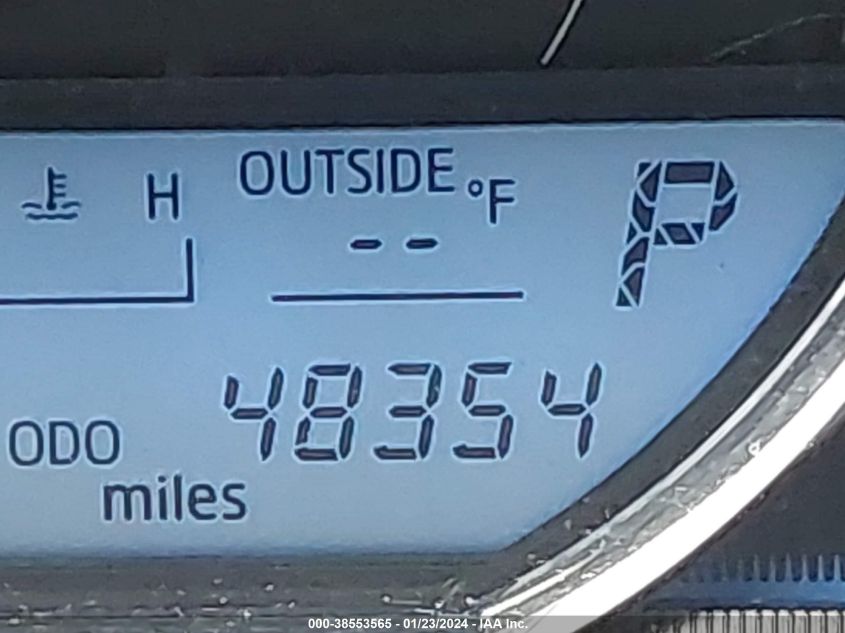 H OUTSIDE °F P
--
48354
ODO
miles
000-38553565 - 01/23/2024 - IAA Inc.